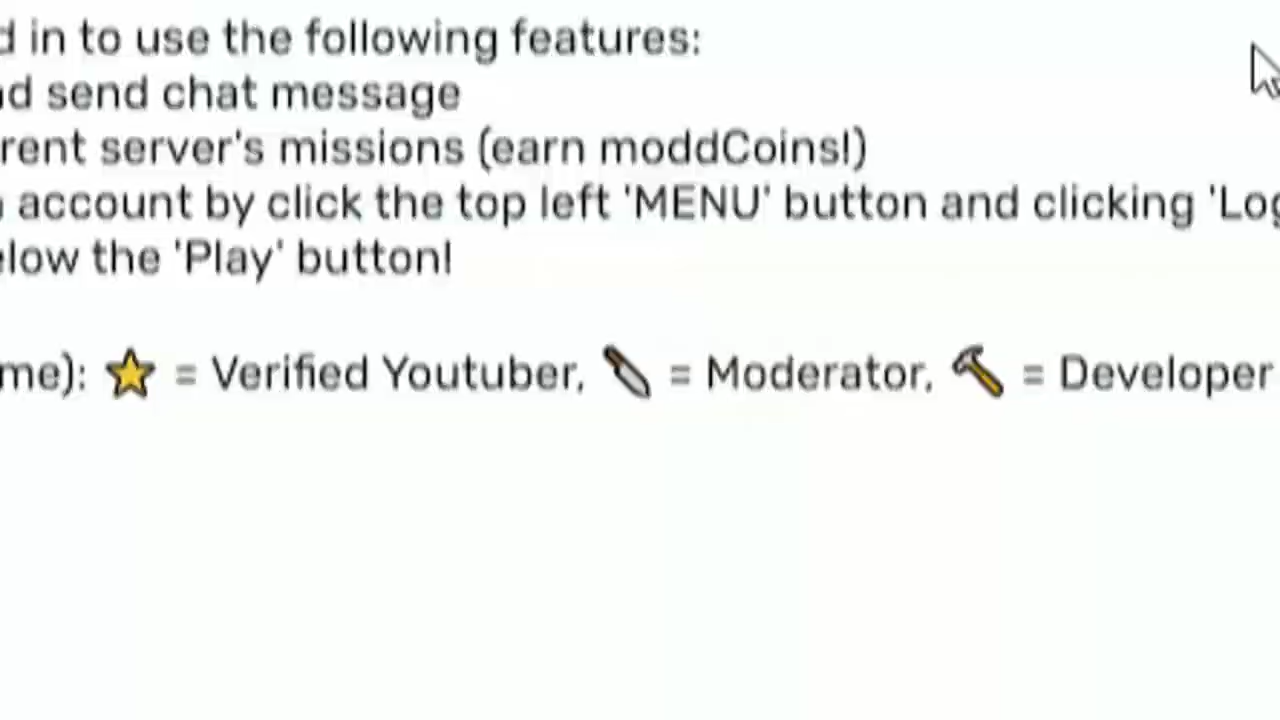 d in to use the following features:
nd send chat message
rent server's missions (earn moddCoins!)
account by click the top left 'MENU' button and clicking 'Log
elow the 'Play' button!
me): ⭐ = Verified Youtuber, 🔪 = Moderator, 🔨 = Developer